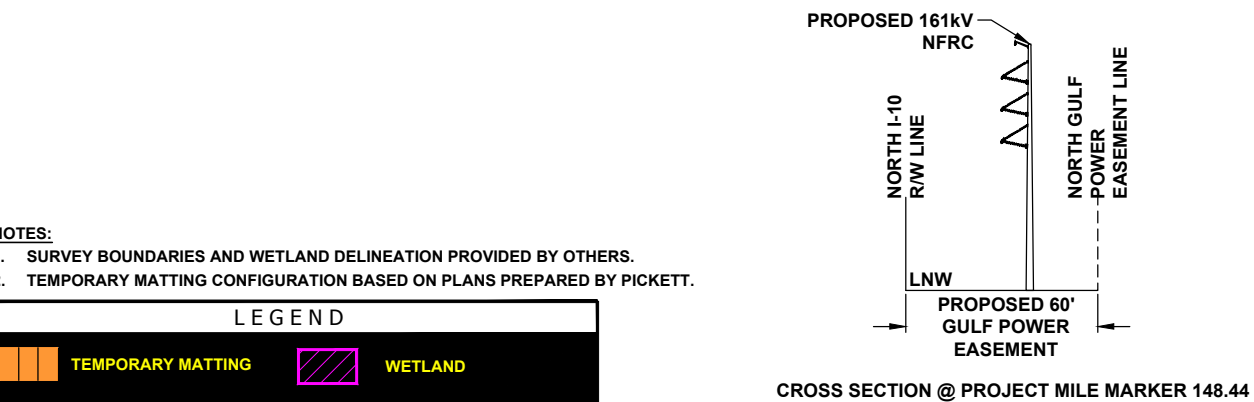 PROPOSED 161kV
NFRC
NORTH I-10
R/W LINE
NORTH GULF
POWER
EASEMENT LINE
NOTES:
SURVEY BOUNDARIES AND WETLAND DELINEATION PROVIDED BY OTHERS.
TEMPORARY MATTING CONFIGURATION BASED ON PLANS PREPARED BY PICKETT.
LEGEND
TEMPORARY MATTING
WETLAND
LNW
PROPOSED 60'
GULF POWER
EASEMENT
CROSS SECTION @ PROJECT MILE MARKER 148.44